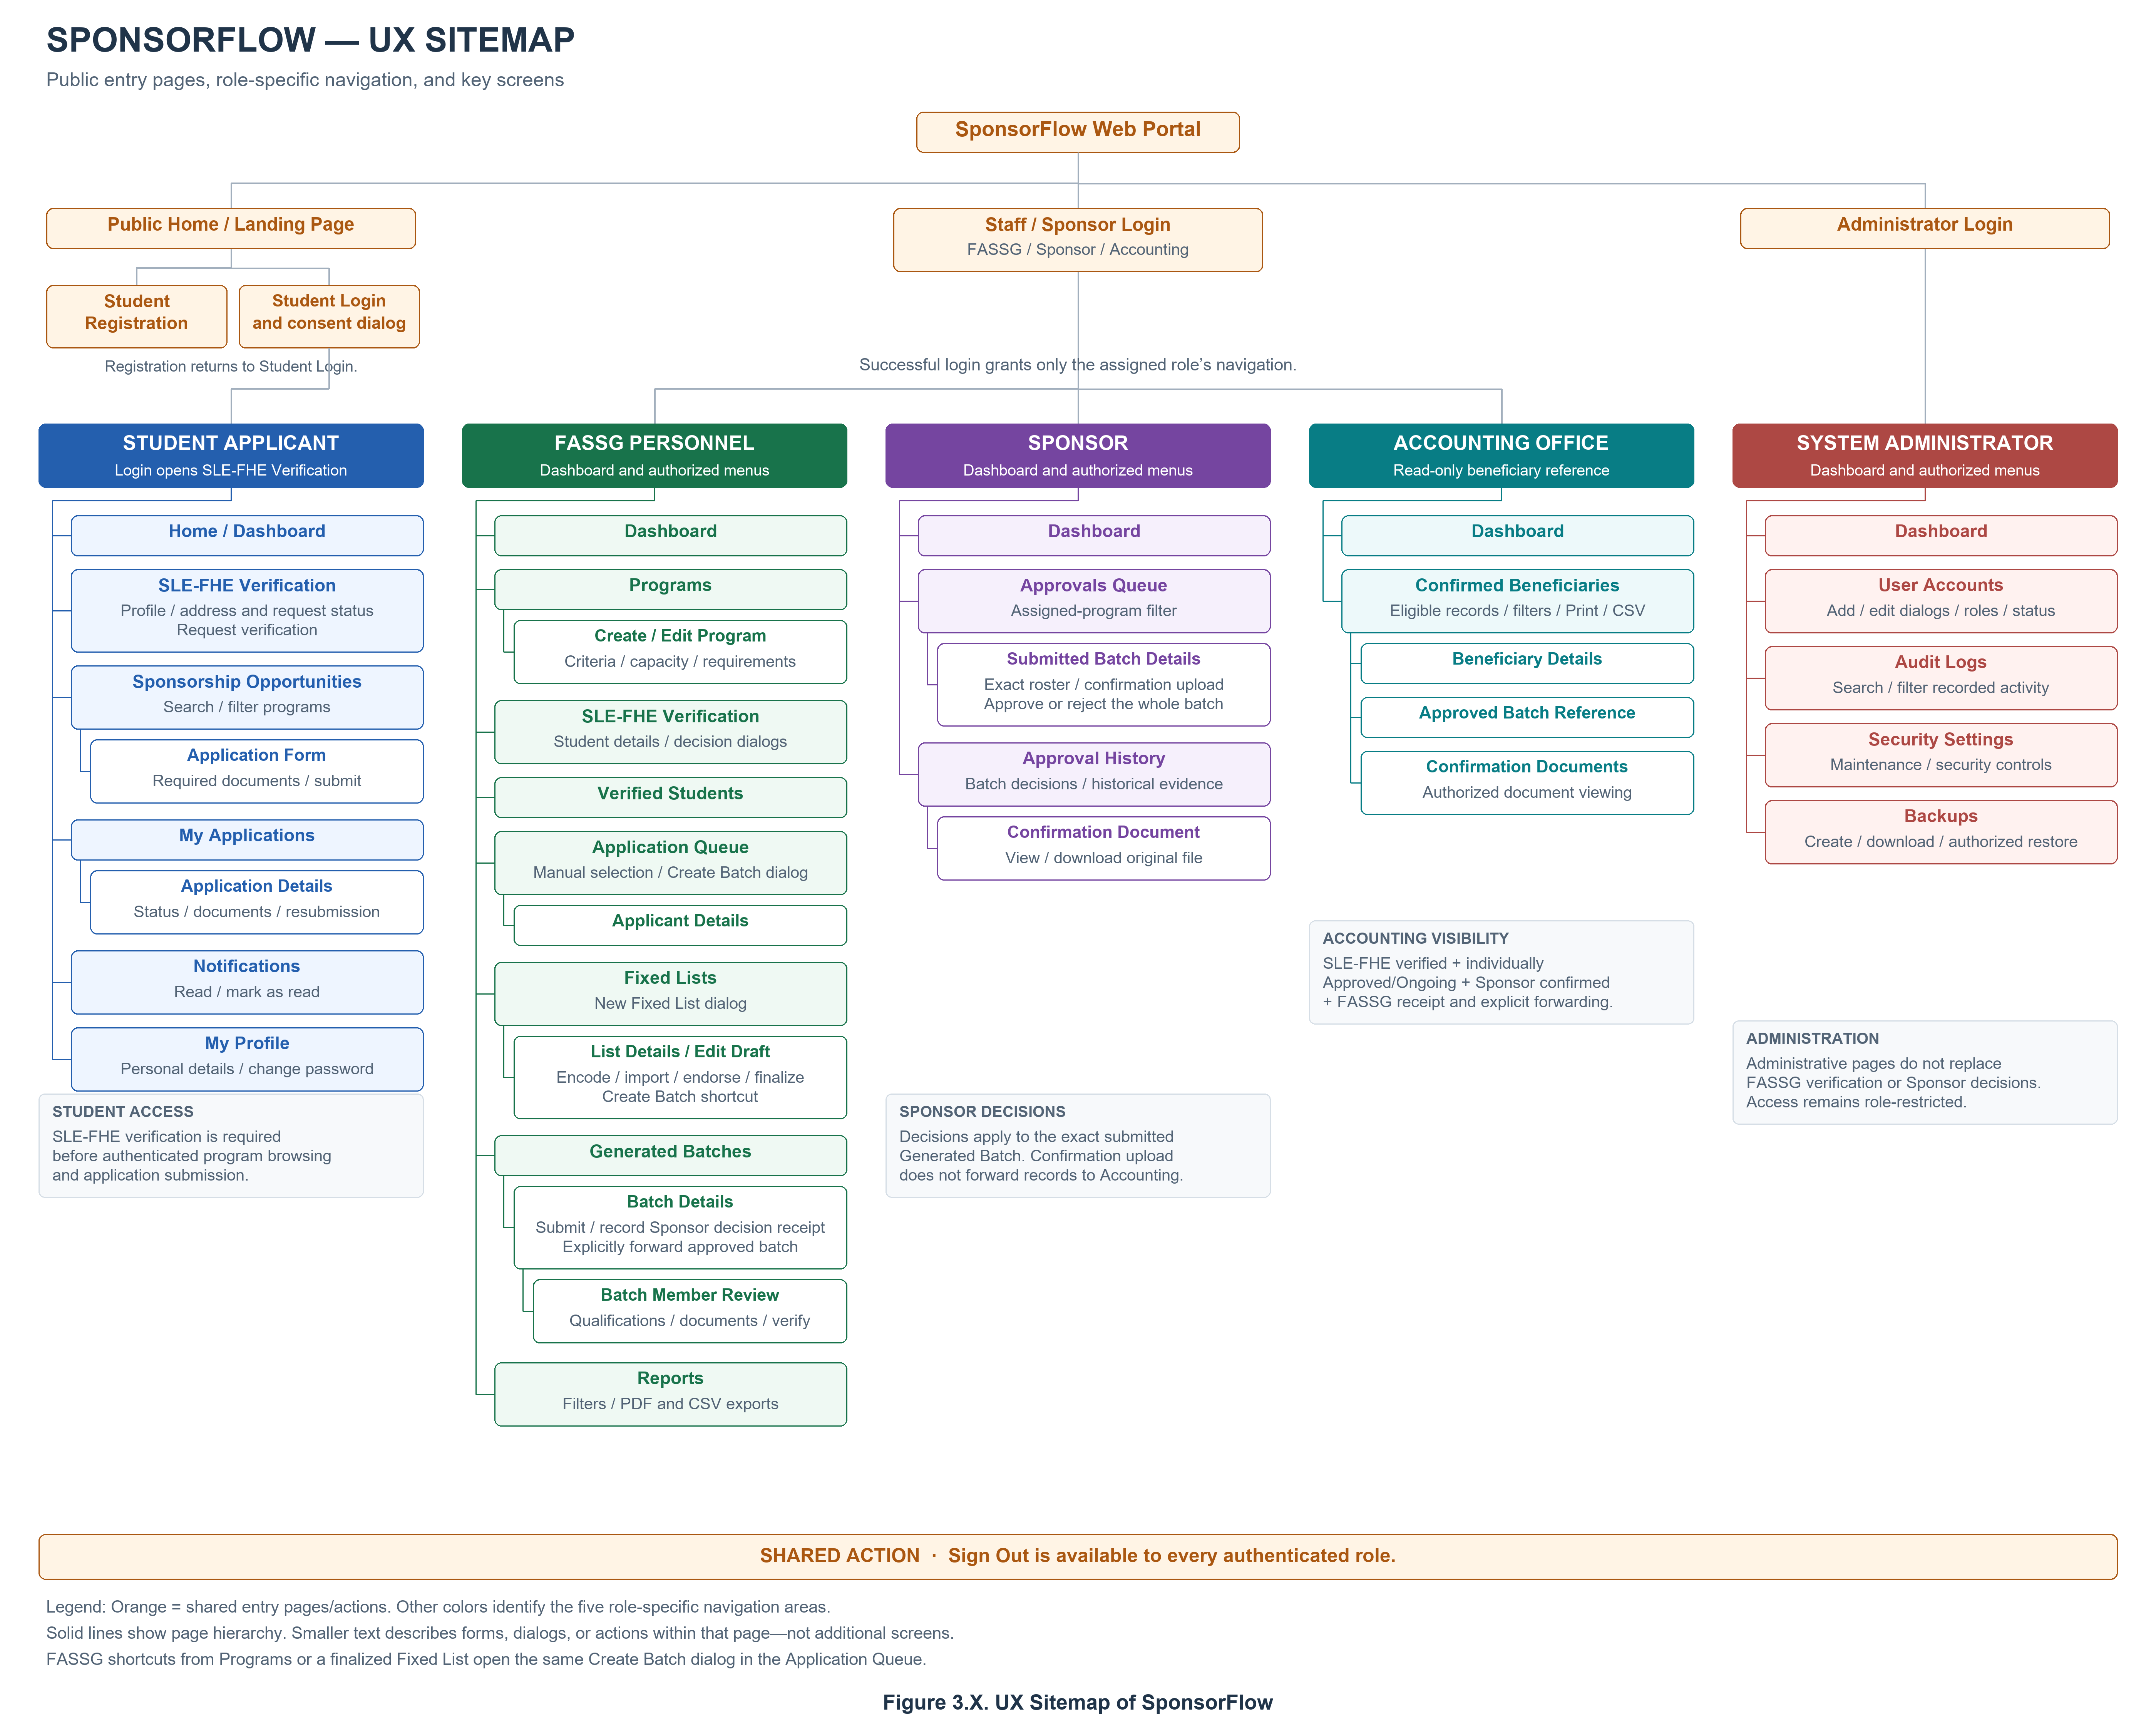 SPONSORFLOW — UX SITEMAP
Public entry pages, role-specific navigation, and key screens
SponsorFlow Web Portal
Public Home / Landing Page
Staff / Sponsor Login
FASSG / Sponsor / Accounting
Administrator Login
Student
Registration
Student Login
and consent dialog
Registration returns to Student Login.
Successful login grants only the assigned role’s navigation.
STUDENT APPLICANT
Login opens SLE-FHE Verification
Home / Dashboard
SLE-FHE Verification
Profile / address and request status
Request verification
Sponsorship Opportunities
Search / filter programs
Application Form
Required documents / submit
My Applications
Application Details
Status / documents / resubmission
Notifications
Read / mark as read
My Profile
Personal details / change password
STUDENT ACCESS
SLE-FHE verification is required
before authenticated program browsing
and application submission.
FASSG PERSONNEL
Dashboard and authorized menus
Dashboard
Programs
Create / Edit Program
Criteria / capacity / requirements
SLE-FHE Verification
Student details / decision dialogs
Verified Students
Application Queue
Manual selection / Create Batch dialog
Applicant Details
Fixed Lists
New Fixed List dialog
List Details / Edit Draft
Encode / import / endorse / finalize
Create Batch shortcut
Generated Batches
Batch Details
Submit / record Sponsor decision receipt
Explicitly forward approved batch
Batch Member Review
Qualifications / documents / verify
Reports
Filters / PDF and CSV exports
SPONSOR
Dashboard and authorized menus
Dashboard
Approvals Queue
Assigned-program filter
Submitted Batch Details
Exact roster / confirmation upload
Approve or reject the whole batch
Approval History
Batch decisions / historical evidence
Confirmation Document
View / download original file
SPONSOR DECISIONS
Decisions apply to the exact submitted
Generated Batch. Confirmation upload
does not forward records to Accounting.
ACCOUNTING OFFICE
Read-only beneficiary reference
Dashboard
Confirmed Beneficiaries
Eligible records / filters / Print / CSV
Beneficiary Details
Approved Batch Reference
Confirmation Documents
Authorized document viewing
ACCOUNTING VISIBILITY
SLE-FHE verified + individually
Approved/Ongoing + Sponsor confirmed
+ FASSG receipt and explicit forwarding.
SYSTEM ADMINISTRATOR
Dashboard and authorized menus
Dashboard
User Accounts
Add / edit dialogs / roles / status
Audit Logs
Search / filter recorded activity
Security Settings
Maintenance / security controls
Backups
Create / download / authorized restore
ADMINISTRATION
Administrative pages do not replace
FASSG verification or Sponsor decisions.
Access remains role-restricted.
SHARED ACTION · Sign Out is available to every authenticated role.
Legend: Orange = shared entry pages/actions. Other colors identify the five role-specific navigation areas.
Solid lines show page hierarchy. Smaller text describes forms, dialogs, or actions within that page—not additional screens.
FASSG shortcuts from Programs or a finalized Fixed List open the same Create Batch dialog in the Application Queue.
Figure 3.X. UX Sitemap of SponsorFlow